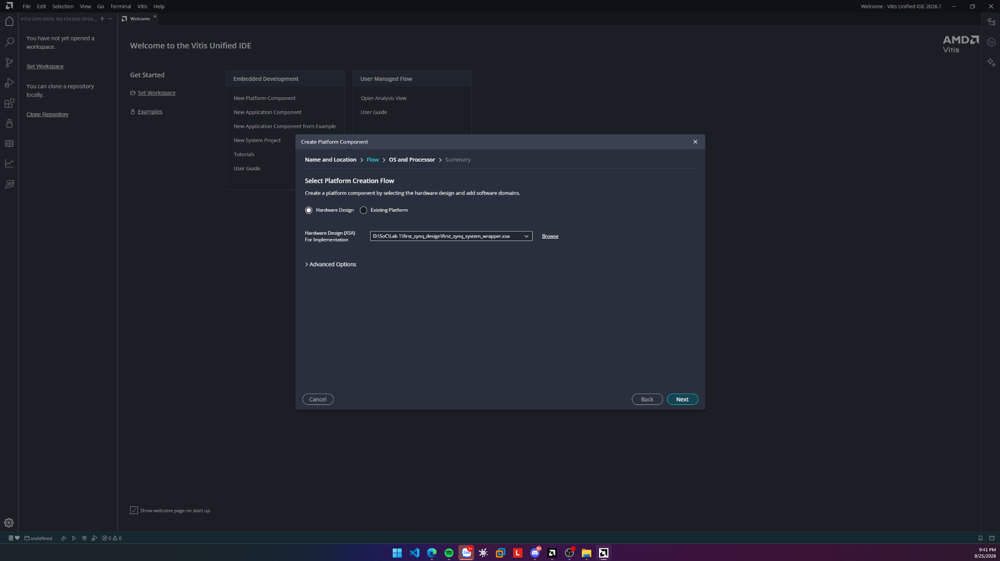 File Edit Selection View Go Terminal Vitis Help
Welcome - Vitis Unified IDE 2026.1
VITIS EXPLORER: NO FOLDER OPEN...
Welcome
You have not yet opened a
workspace.
Set Workspace
You can clone a repository
locally.
Clone Repository
Welcome to the Vitis Unified IDE
AMD
Vitis
Get Started
Set Workspace
Examples
Embedded Development
New Platform Component
New Application Component
New Application Component from Example
New System Project
Tutorials
User Guide
User Managed Flow
Open Analysis View
User Guide
Create Platform Component
Name and Location > Flow > OS and Processor > Summary
Select Platform Creation Flow
Create a platform component by selecting the hardware design and add software domains.
Hardware Design Existing Platform
Hardware Design (XSA)
For Implementation
D:\SoC\Lab 1\first_zynq_design\first_zynq_system_wrapper.xsa
Browse
> Advanced Options
Cancel Back Next
Show welcome page on start up
undefined 0 0
Zalo 5+
L
9+
9:41 PM
9/25/2026